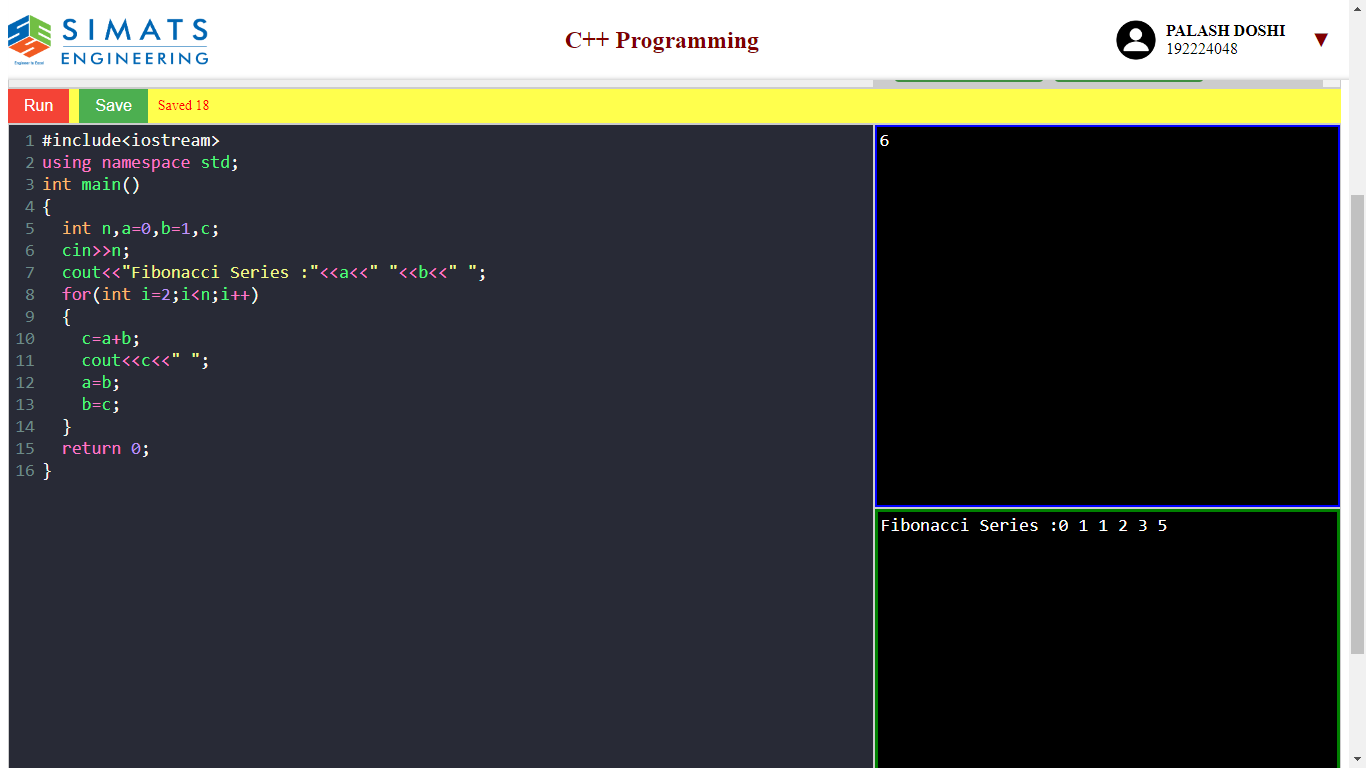 SIMATS
ENGINEERING
Engineer to Excel
C++ Programming
PALASH DOSHI
192224048
▼
Run Save Saved 18
1 #include<iostream>
2 using namespace std;
3 int main()
4 {
5   int n,a=0,b=1,c;
6   cin>>n;
7   cout<<"Fibonacci Series :"<<a<<" "<<b<<" ";
8   for(int i=2;i<n;i++)
9   {
10     c=a+b;
11     cout<<c<<" ";
12     a=b;
13     b=c;
14   }
15   return 0;
16 }
6
Fibonacci Series :0 1 1 2 3 5